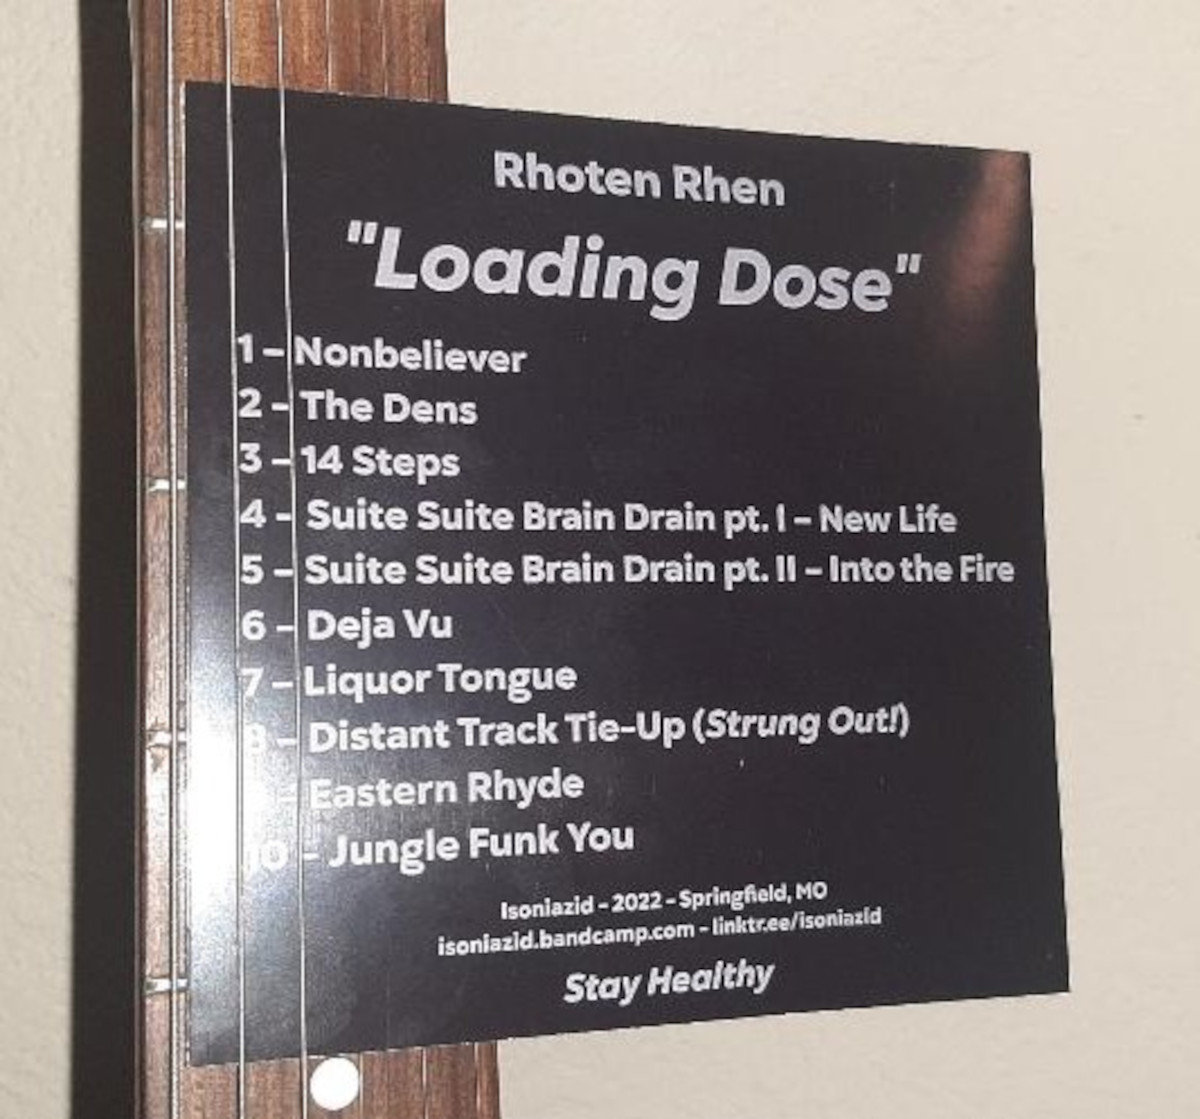 Rhoten Rhen
"Loading Dose"
1 – Nonbeliever
2 – The Dens
3 – 14 Steps
4 – Suite Suite Brain Drain pt. I – New Life
5 – Suite Suite Brain Drain pt. II – Into the Fire
6 – Deja Vu
7 – Liquor Tongue
8 – Distant Track Tie-Up (Strung Out!)
– Eastern Rhyde
10 – Jungle Funk You
Isoniazid – 2022 – Springfield, MO
isoniazid.bandcamp.com – linktr.ee/isoniazid
Stay Healthy